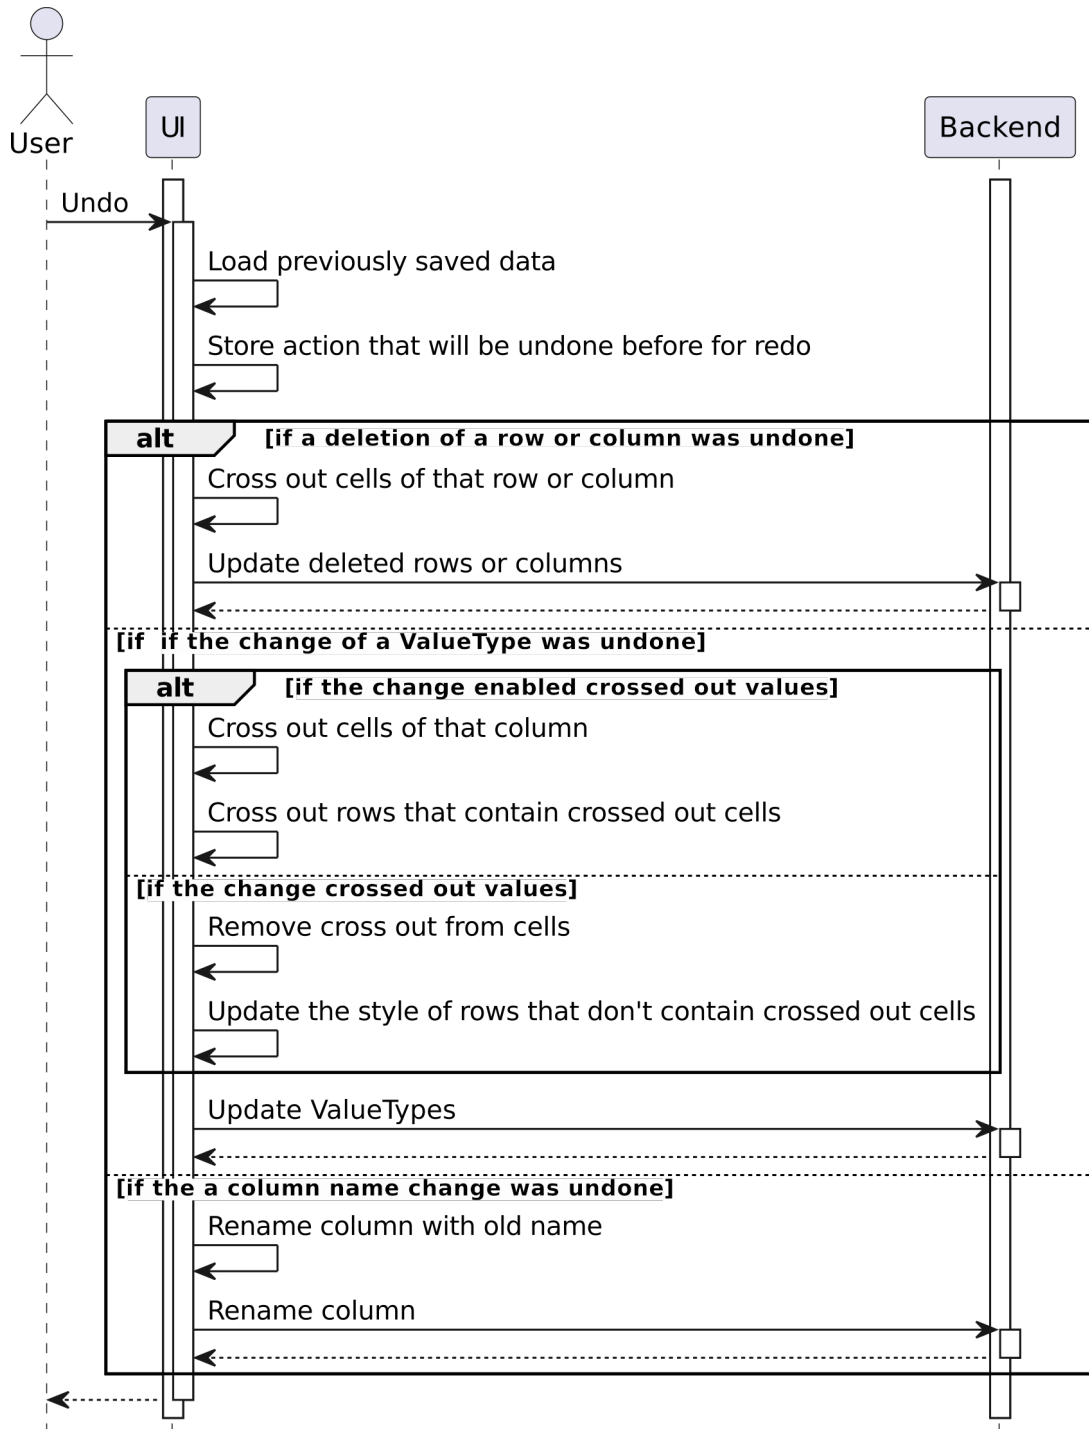 User
UI
Backend
Undo
Load previously saved data
Store action that will be undone before for redo
alt [if a deletion of a row or column was undone]
Cross out cells of that row or column
Update deleted rows or columns
[if  if the change of a ValueType was undone]
alt [if the change enabled crossed out values]
Cross out cells of that column
Cross out rows that contain crossed out cells
[if the change crossed out values]
Remove cross out from cells
Update the style of rows that don't contain crossed out cells
Update ValueTypes
[if the a column name change was undone]
Rename column with old name
Rename column